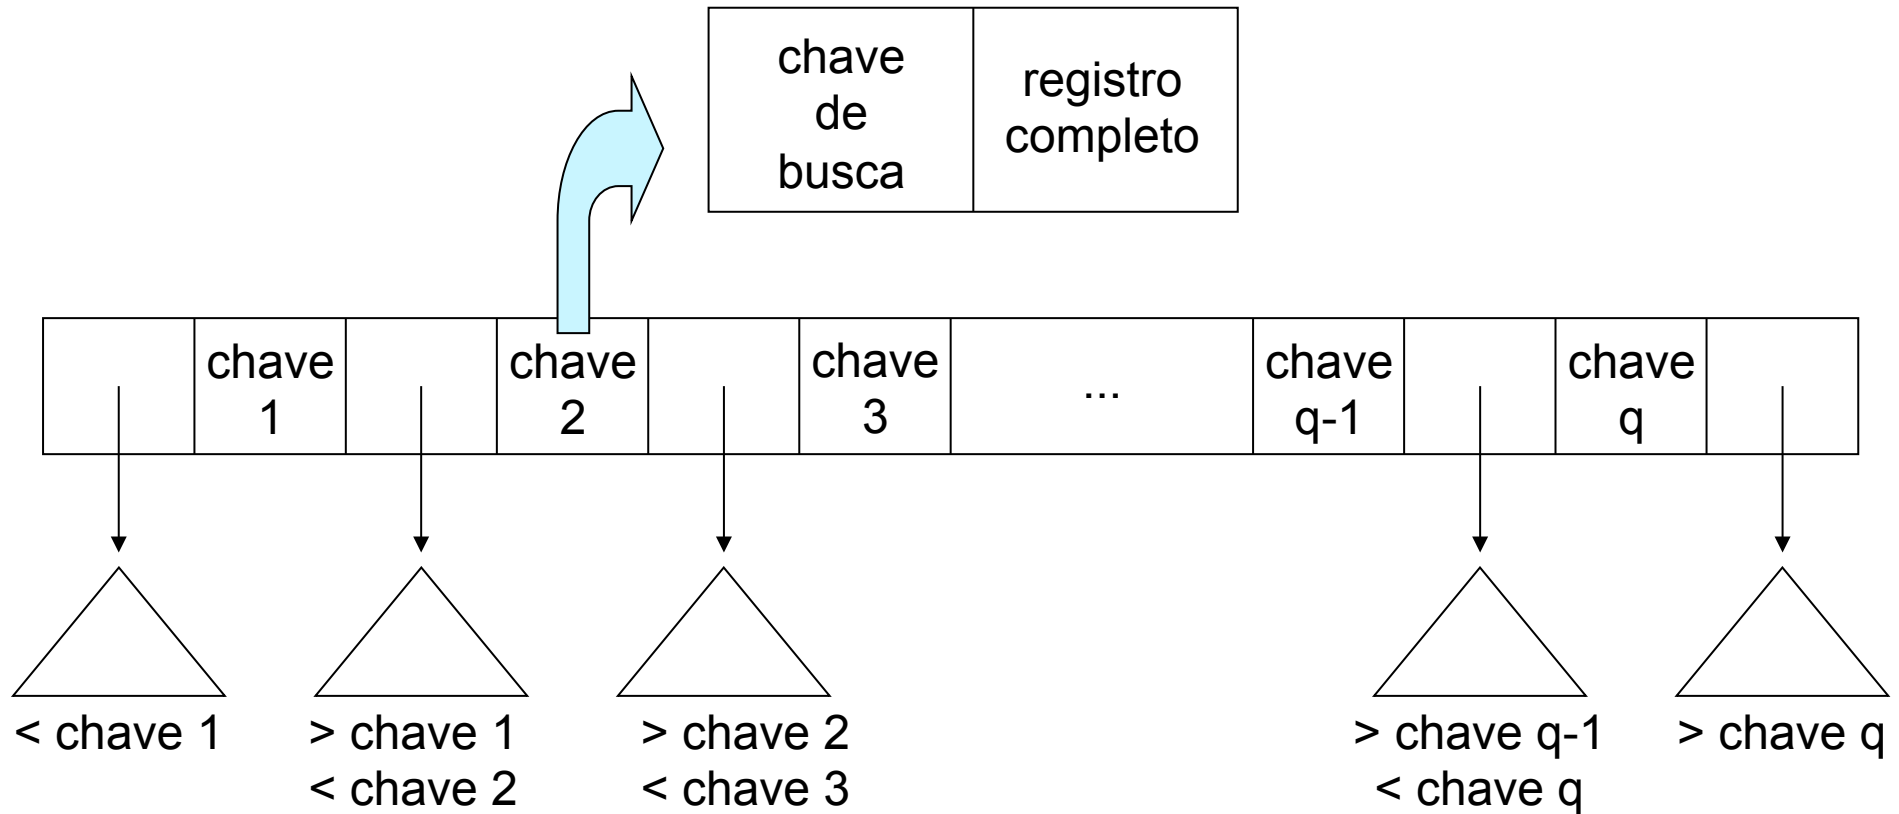 chave
de
busca
registro
completo
chave
1
chave
2
chave
3
...
chave
q-1
chave
q
< chave 1
> chave 1
< chave 2
> chave 2
< chave 3
> chave q-1
< chave q
> chave q